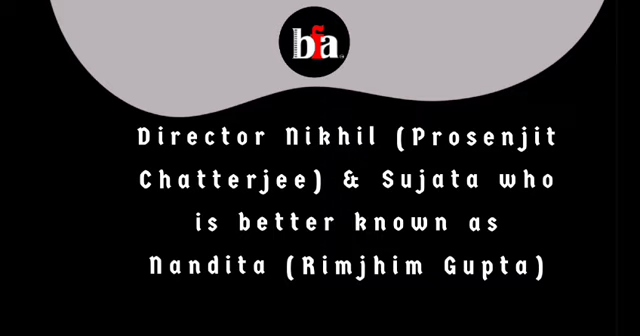 bfa
Director Nikhil (Prosenjit
Chatterjee) & Sujata who
is better known as
Nandita (Rimjhim Gupta)